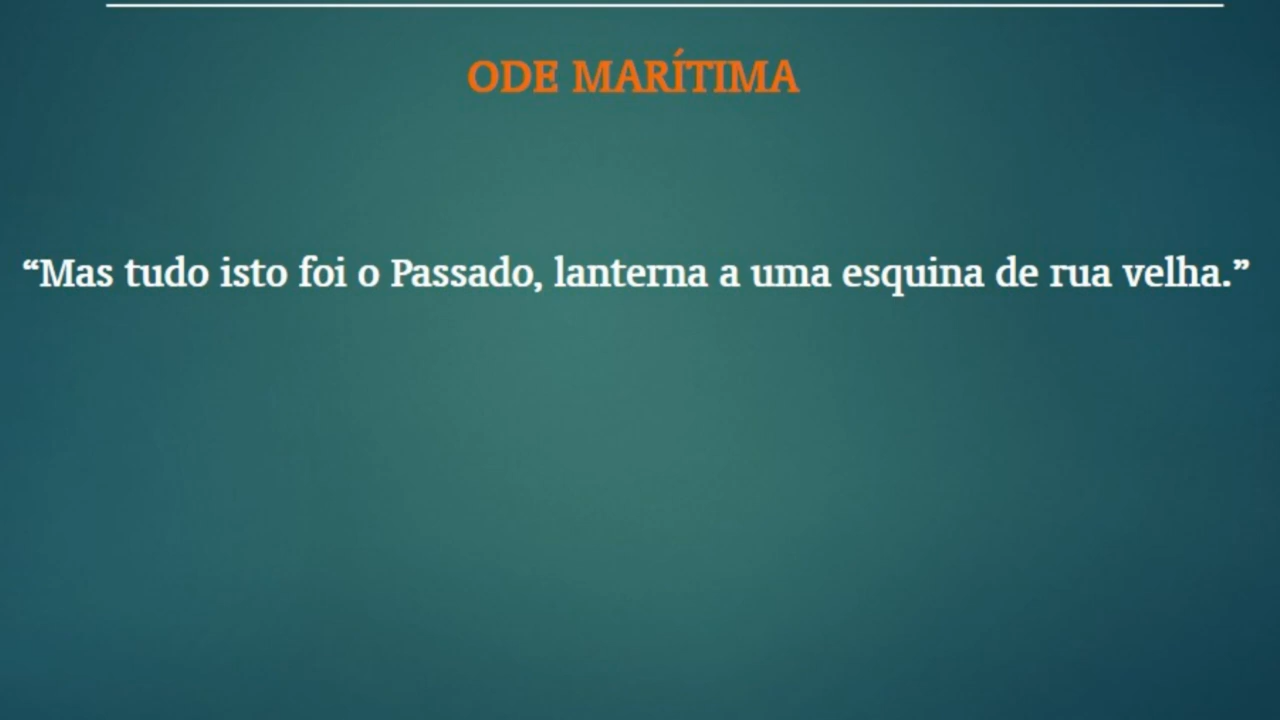 ODE MARÍTIMA
“Mas tudo isto foi o Passado, lanterna a uma esquina de rua velha.”